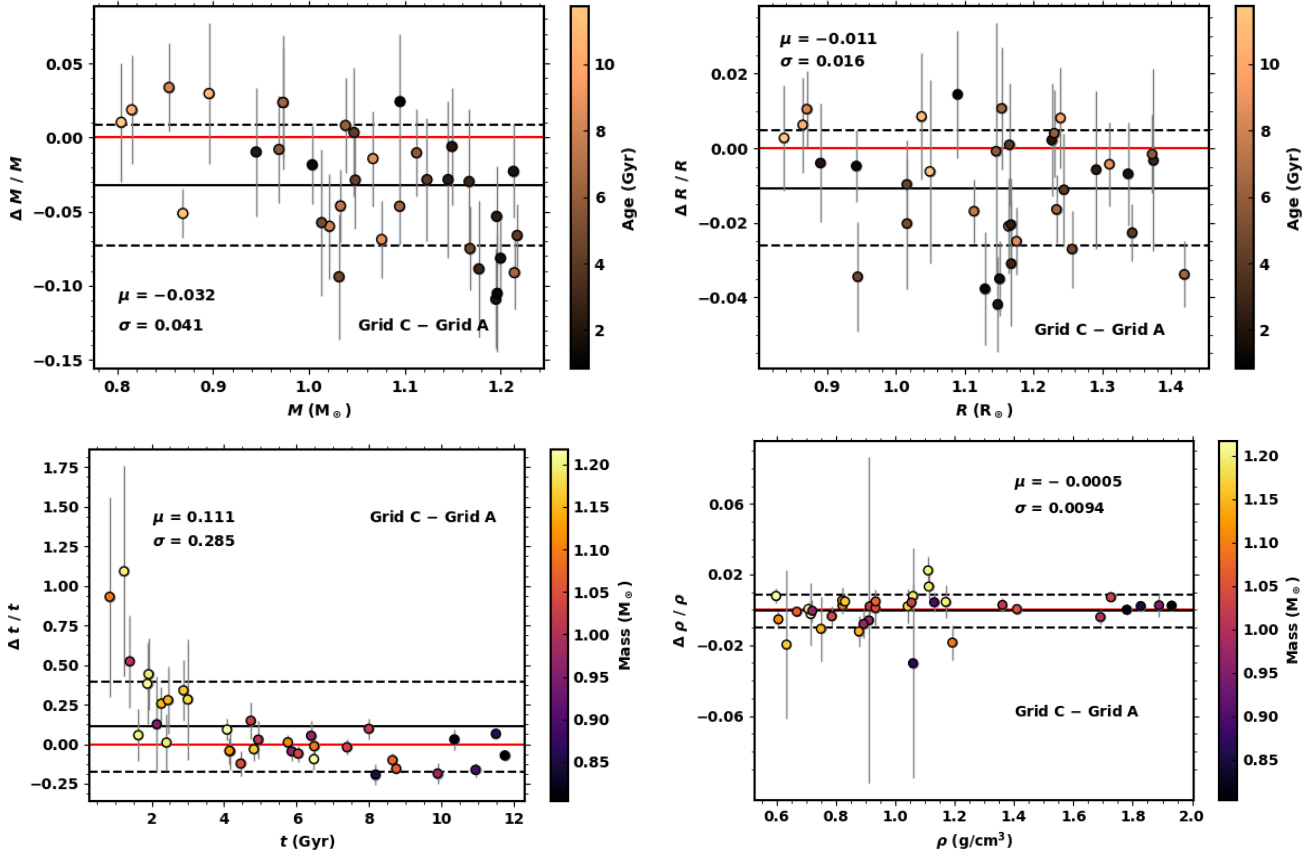 0.05
0.00
−0.05
−0.10
−0.15
Δ M / M
μ = −0.032
σ = 0.041
Grid C − Grid A
0.8 0.9 1.0 1.1 1.2
M (M⊙)
10
8
6
4
2
Age (Gyr)
0.02
0.00
−0.02
−0.04
Δ R / R
μ = −0.011
σ = 0.016
Grid C − Grid A
0.9 1.0 1.1 1.2 1.3 1.4
R (R⊙)
10
8
6
4
2
Age (Gyr)
1.75
1.50
1.25
1.00
0.75
0.50
0.25
0.00
−0.25
Δ t / t
μ = 0.111
σ = 0.285
Grid C − Grid A
2 4 6 8 10 12
t (Gyr)
1.20
1.15
1.10
1.05
1.00
0.95
0.90
0.85
Mass (M⊙)
0.06
0.02
−0.02
−0.06
Δ ρ / ρ
μ = − 0.0005
σ = 0.0094
Grid C − Grid A
0.6 0.8 1.0 1.2 1.4 1.6 1.8 2.0
ρ (g/cm³)
1.20
1.15
1.10
1.05
1.00
0.95
0.90
0.85
Mass (M⊙)